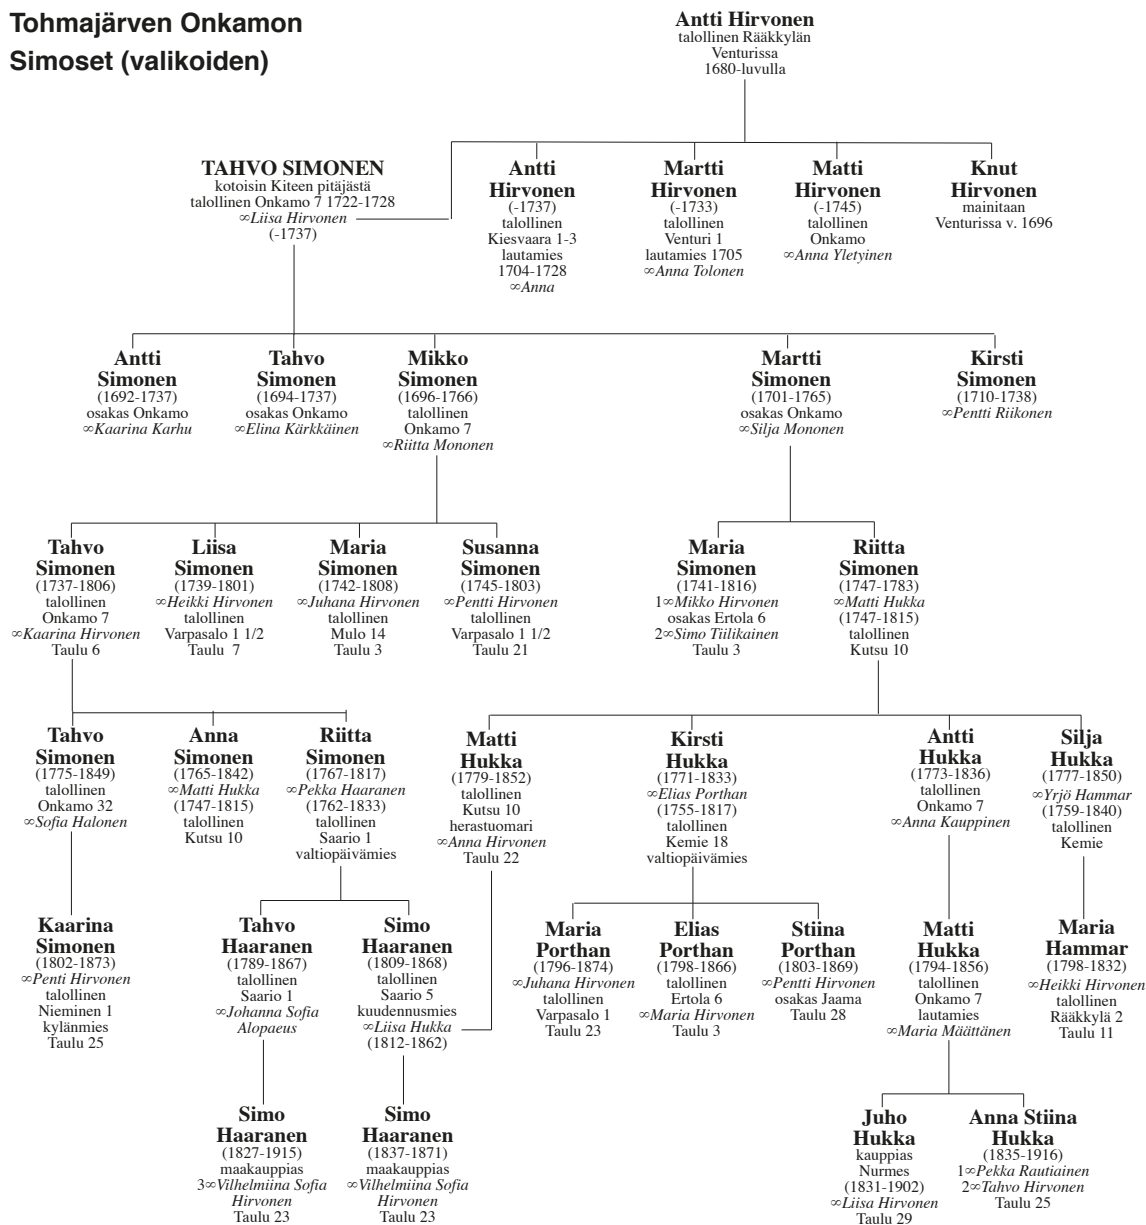 Tohmajärven Onkamon
Simoset (valikoiden)
Antti Hirvonen
talollinen Rääkkylän
Venturissa
1680-luvulla
TAHVO SIMONEN
kotoisin Kiteen pitäjästä
talollinen Onkamo 7 1722-1728
∞Liisa Hirvonen
(-1737)
Antti
Hirvonen
(-1737)
talollinen
Kiesvaara 1-3
lautamies
1704-1728
∞Anna
Martti
Hirvonen
(-1733)
talollinen
Venturi 1
lautamies 1705
∞Anna Tolonen
Matti
Hirvonen
(-1745)
talollinen
Onkamo
∞Anna Yletyinen
Knut
Hirvonen
mainitaan
Venturissa v. 1696
Antti
Simonen
(1692-1737)
osakas Onkamo
∞Kaarina Karhu
Tahvo
Simonen
(1694-1737)
osakas Onkamo
∞Elina Kärkkäinen
Mikko
Simonen
(1696-1766)
talollinen
Onkamo 7
∞Riitta Mononen
Martti
Simonen
(1701-1765)
osakas Onkamo
∞Silja Mononen
Kirsti
Simonen
(1710-1738)
∞Pentti Riikonen
Tahvo
Simonen
(1737-1806)
talollinen
Onkamo 7
∞Kaarina Hirvonen
Taulu 6
Liisa
Simonen
(1739-1801)
∞Heikki Hirvonen
talollinen
Varpasalo 1 1/2
Taulu 7
Maria
Simonen
(1742-1808)
∞Juhana Hirvonen
talollinen
Mulo 14
Taulu 3
Susanna
Simonen
(1745-1803)
∞Pentti Hirvonen
talollinen
Varpasalo 1 1/2
Taulu 21
Maria
Simonen
(1741-1816)
1∞Mikko Hirvonen
osakas Ertola 6
2∞Simo Tiilikainen
Taulu 3
Riitta
Simonen
(1747-1783)
∞Matti Hukka
(1747-1815)
talollinen
Kutsu 10
Tahvo
Simonen
(1775-1849)
talollinen
Onkamo 32
∞Sofia Halonen
Anna
Simonen
(1765-1842)
∞Matti Hukka
(1747-1815)
talollinen
Kutsu 10
Riitta
Simonen
(1767-1817)
∞Pekka Haaranen
(1762-1833)
talollinen
Saario 1
valtiopäivämies
Matti
Hukka
(1779-1852)
talollinen
Kutsu 10
herastuomari
∞Anna Hirvonen
Taulu 22
Kirsti
Hukka
(1771-1833)
∞Elias Porthan
(1755-1817)
talollinen
Kemie 18
valtiopäivämies
Antti
Hukka
(1773-1836)
talollinen
Onkamo 7
∞Anna Kauppinen
Silja
Hukka
(1777-1850)
∞Yrjö Hammar
(1759-1840)
talollinen
Kemie
Kaarina
Simonen
(1802-1873)
∞Penti Hirvonen
talollinen
Nieminen 1
kylänmies
Taulu 25
Tahvo
Haaranen
(1789-1867)
talollinen
Saario 1
∞Johanna Sofia
Alopaeus
Simo
Haaranen
(1809-1868)
talollinen
Saario 5
kuudennusmies
∞Liisa Hukka
(1812-1862)
Maria
Porthan
(1796-1874)
∞Juhana Hirvonen
talollinen
Varpasalo 1
Taulu 23
Elias
Porthan
(1798-1866)
talollinen
Ertola 6
∞Maria Hirvonen
Taulu 3
Stiina
Porthan
(1803-1869)
∞Pentti Hirvonen
osakas Jaama
Taulu 28
Matti
Hukka
(1794-1856)
talollinen
Onkamo 7
lautamies
∞Maria Määttänen
Maria
Hammar
(1798-1832)
∞Heikki Hirvonen
talollinen
Rääkkylä 2
Taulu 11
Simo
Haaranen
(1827-1915)
maakauppias
3∞Vilhelmiina Sofia
Hirvonen
Taulu 23
Simo
Haaranen
(1837-1871)
maakauppias
∞Vilhelmiina Sofia
Hirvonen
Taulu 23
Juho
Hukka
kauppias
Nurmes
(1831-1902)
∞Liisa Hirvonen
Taulu 29
Anna Stiina
Hukka
(1835-1916)
1∞Pekka Rautiainen
2∞Tahvo Hirvonen
Taulu 25